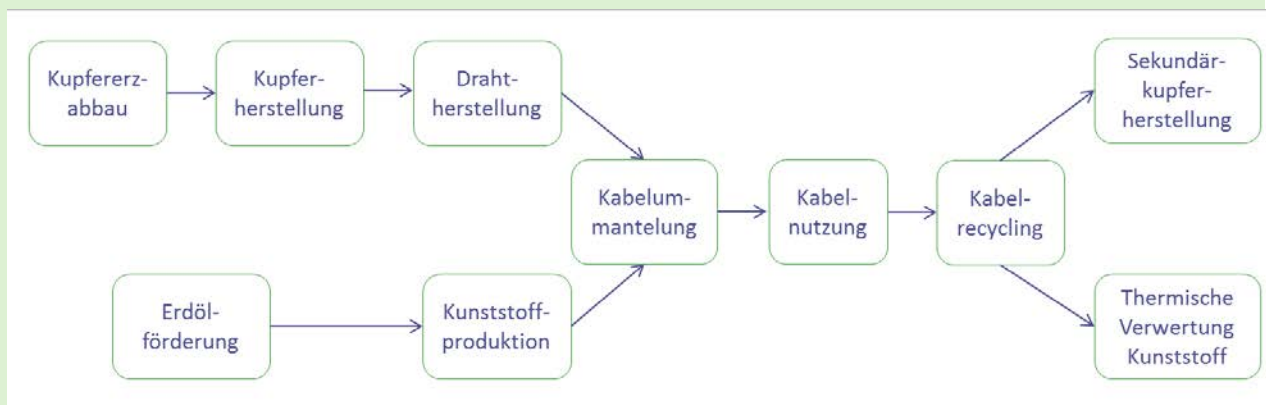 Kupfererz-
abbau
Kupfer-
herstellung
Draht-
herstellung
Kabelum-
mantelung
Kabel-
nutzung
Kabel-
recycling
Sekundär-
kupfer-
herstellung
Erdöl-
förderung
Kunststoff-
produktion
Thermische
Verwertung
Kunststoff